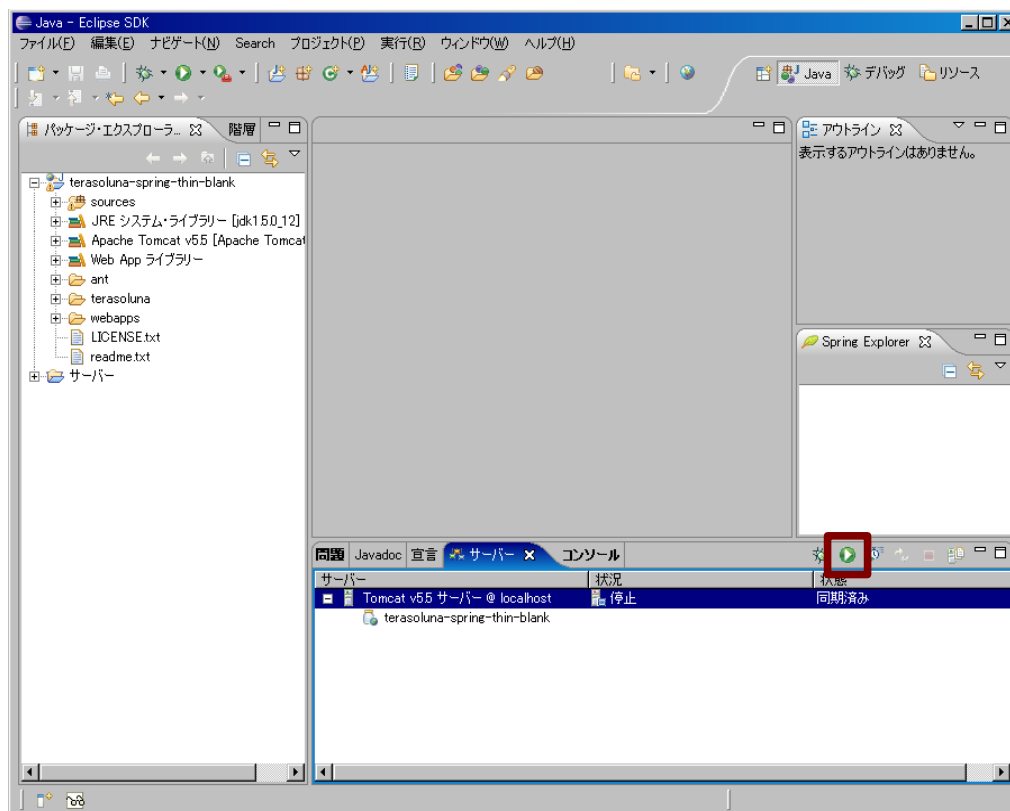 Java - Eclipse SDK
ファイル(F) 編集(E) ナビゲート(N) Search プロジェクト(P) 実行(R) ウィンドウ(W) ヘルプ(H)
Java デバッグ リソース
パッケージ・エクスプローラ... 階層
アウトライン
表示するアウトラインはありません。
terasoluna-spring-thin-blank
sources
JRE システム・ライブラリー [jdk1.5.0_12]
Apache Tomcat v5.5 [Apache Tomcat
Web App ライブラリー
ant
terasoluna
webapps
LICENSE.txt
readme.txt
サーバー
Spring Explorer
問題 Javadoc 宣言 サーバー コンソール
サーバー 状況 状態
Tomcat v5.5 サーバー @ localhost 停止 同期済み
terasoluna-spring-thin-blank